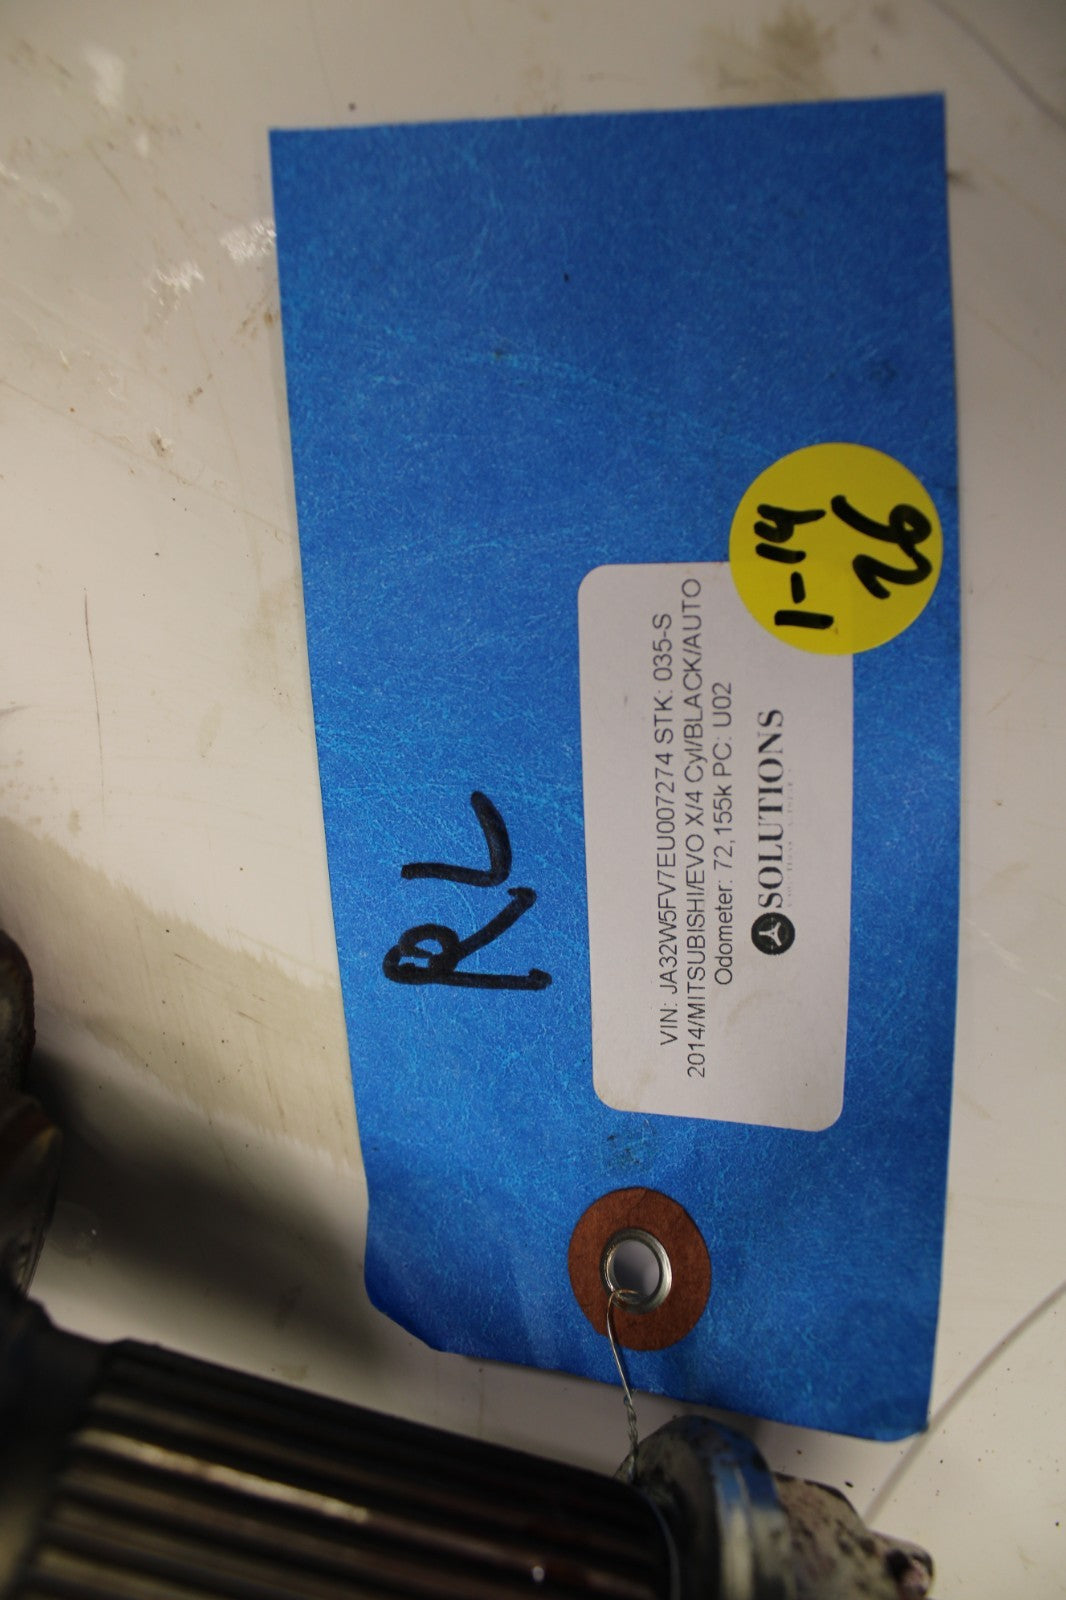 RL
VIN: JA32W5FV7EU007274 STK: 035-S
2014/MITSUBISHI/EVO X/4 Cyl/BLACK/AUTO
Odometer: 72,155k PC: U02
SOLUTIONS
1-14
26